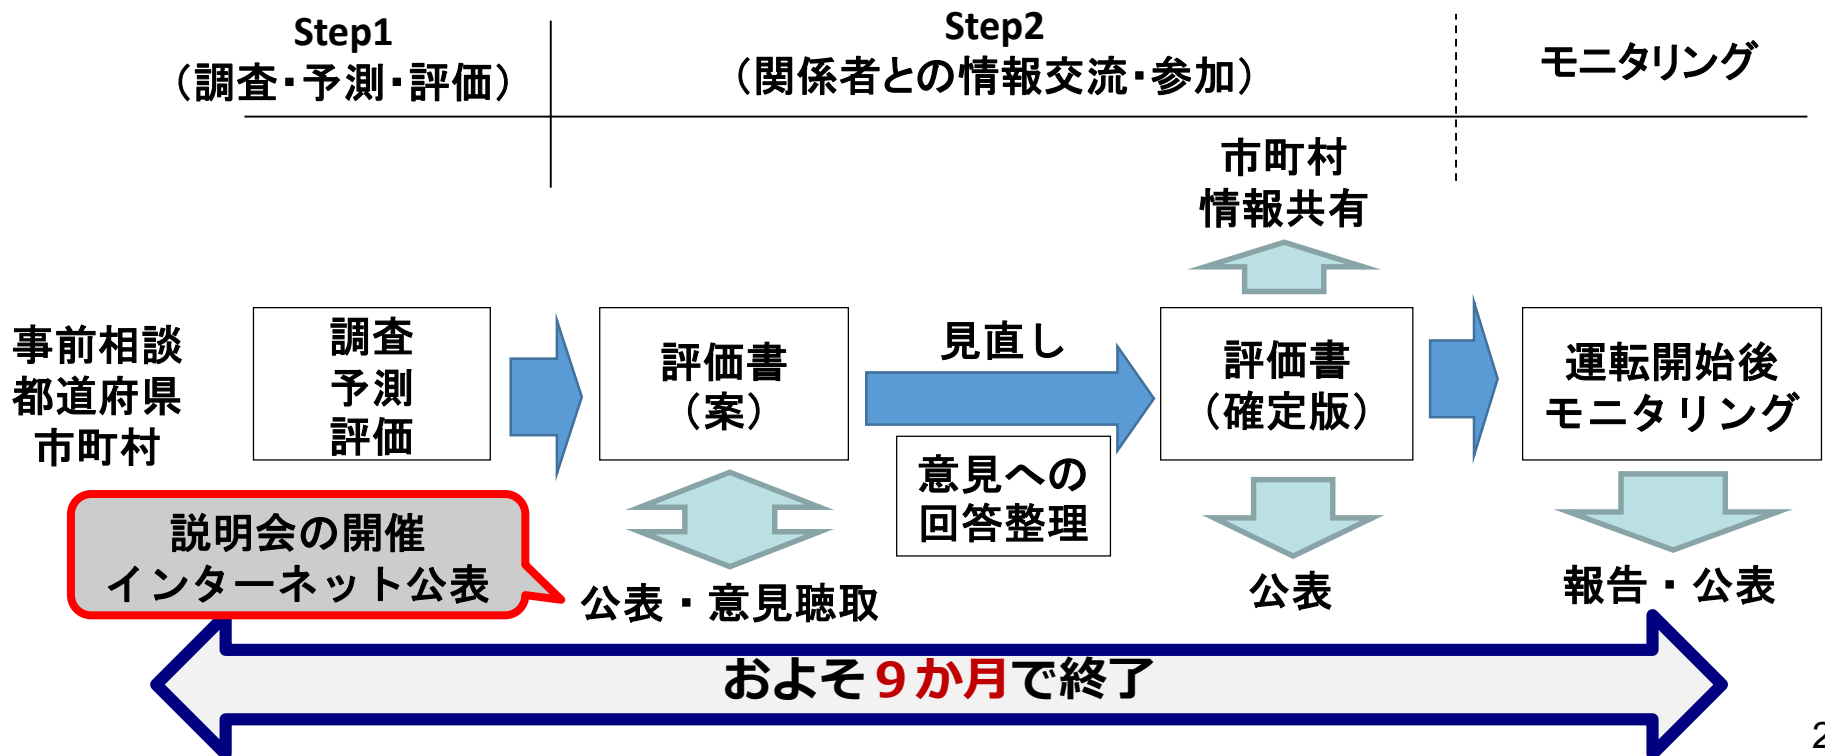 Step1
（調査・予測・評価）
Step2
（関係者との情報交流・参加）
モニタリング
市町村
情報共有
事前相談
都道府県
市町村
調査
予測
評価
評価書
（案）
見直し
意見への
回答整理
評価書
（確定版）
運転開始後
モニタリング
説明会の開催
インターネット公表
公表・意見聴取
公表
報告・公表
およそ９か月で終了
2